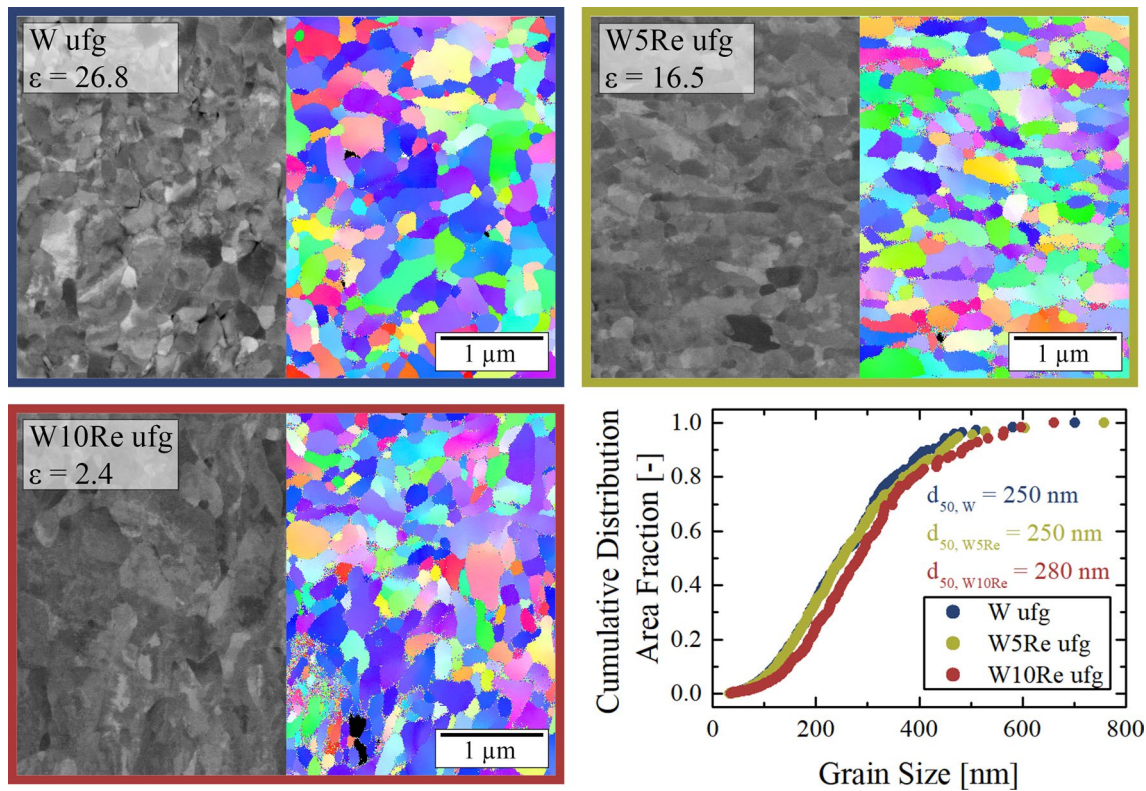 W ufg
ε = 26.8
1 µm
W5Re ufg
ε = 16.5
1 µm
W10Re ufg
ε = 2.4
1 µm
Cumulative Distribution
Area Fraction [-]
1.0
0.8
0.6
0.4
0.2
0.0
d50, W = 250 nm
d50, W5Re = 250 nm
d50, W10Re = 280 nm
W ufg
W5Re ufg
W10Re ufg
0 200 400 600 800
Grain Size [nm]